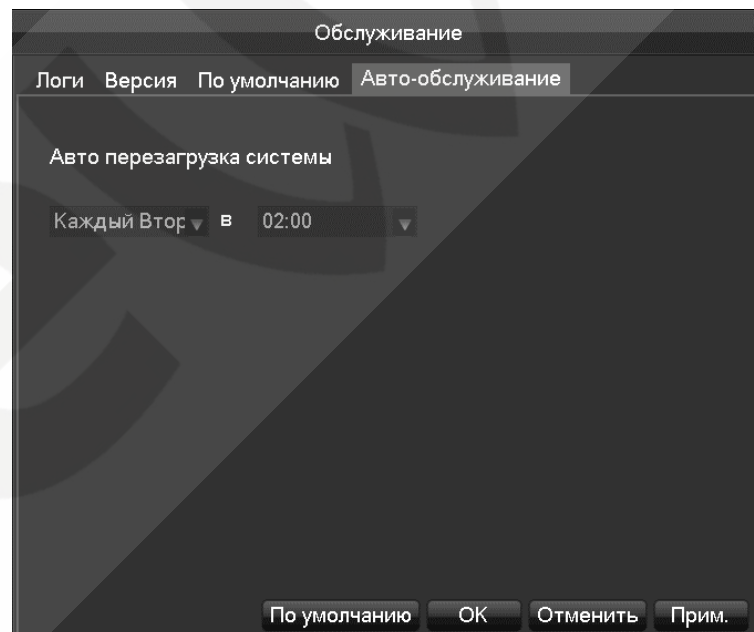 Обслуживание
Логи Версия По умолчанию Авто-обслуживание
Авто перезагрузка системы
Каждый Втор в 02:00
По умолчанию OK Отменить Прим.